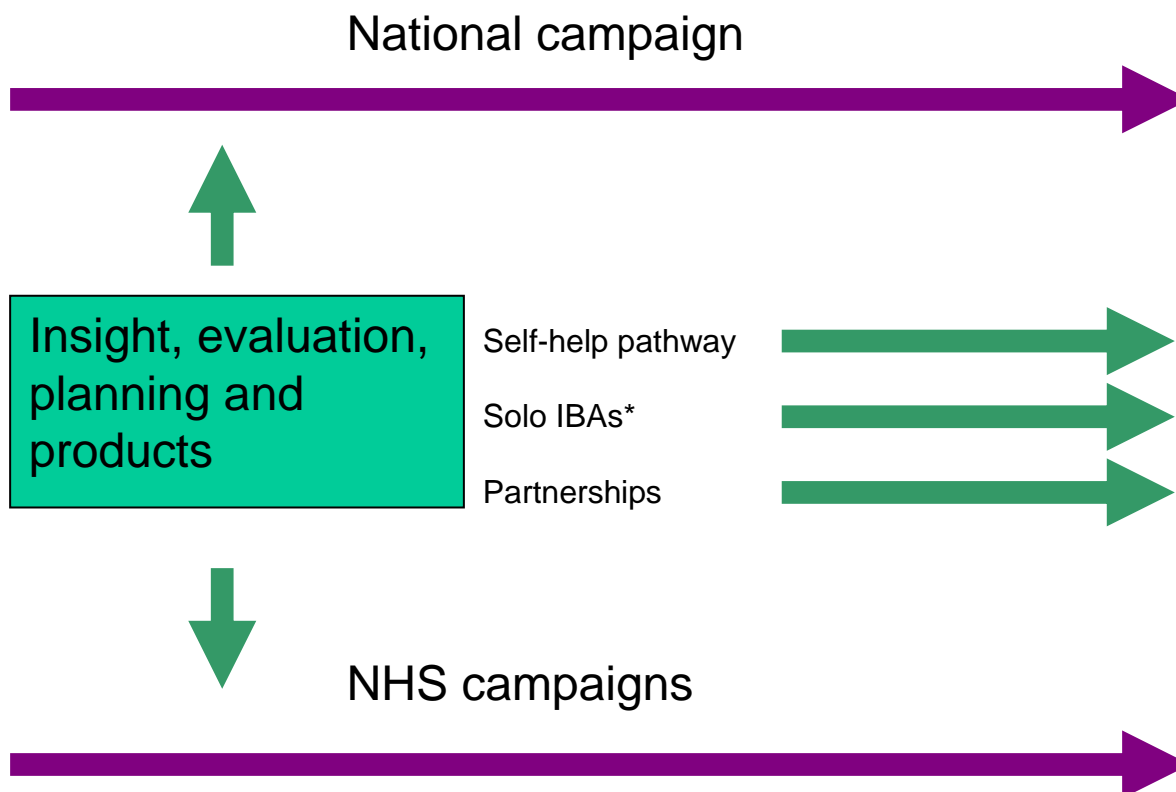 National campaign
Insight, evaluation,
planning and
products
Self-help pathway
Solo IBAs*
Partnerships
NHS campaigns